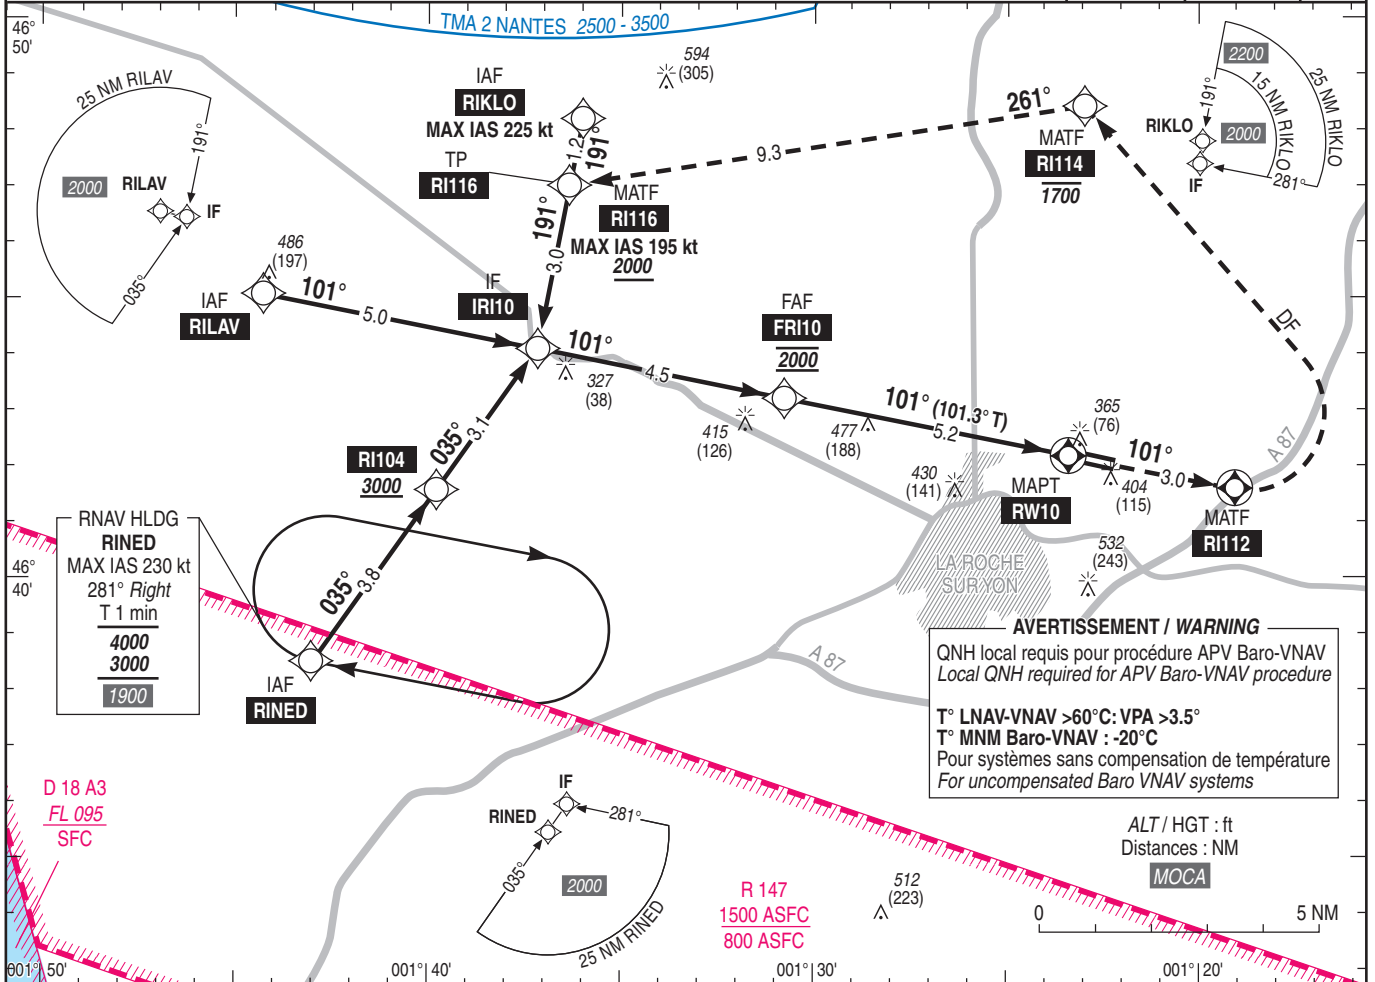 TMA 2 NANTES 2500 - 3500
46°
50'
594
(305)
25 NM RILAV
191°
2000
RILAV
IF
035°
IAF
RIKLO
MAX IAS 225 kt
1.2
191°
TP
RI116
MATF
RI116
MAX IAS 195 kt
2000
191°
3.0
9.3
261°
MATF
RI114
1700
2200
191°
15 NM RIKLO
25 NM RIKLO
RIKLO
2000
IF
281°
486
(197)
IAF
RILAV
101°
5.0
IF
IRI10
101°
4.5
327
(38)
FAF
FRI10
2000
DF
415
(126)
477
(188)
101° (101.3° T)
5.2
365
(76)
101°
3.0
A 87
430
(141)
MAPT
RW10
404
(115)
MATF
RI112
532
(243)
RI104
3000
035°
3.1
035°
3.8
LA ROCHE
SUR YON
46°
40'
RNAV HLDG
RINED
MAX IAS 230 kt
281° Right
T 1 min
4000
3000
1900
IAF
RINED
A 87
AVERTISSEMENT / WARNING
QNH local requis pour procédure APV Baro-VNAV
Local QNH required for APV Baro-VNAV procedure
T° LNAV-VNAV >60°C: VPA >3.5°
T° MNM Baro-VNAV : -20°C
Pour systèmes sans compensation de température
For uncompensated Baro VNAV systems
D 18 A3
FL 095
SFC
IF
RINED
281°
035°
2000
25 NM RINED
R 147
1500 ASFC
800 ASFC
512
(223)
ALT / HGT : ft
Distances : NM
MOCA
0
5 NM
001° 50'
001° 40'
001° 30'
001° 20'